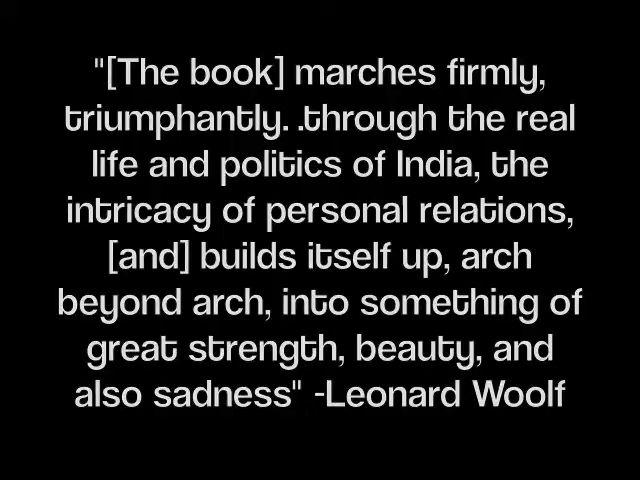 "[The book] marches firmly,
triumphantly. .through the real
life and politics of India, the
intricacy of personal relations,
[and] builds itself up, arch
beyond arch, into something of
great strength, beauty, and
also sadness" -Leonard Woolf